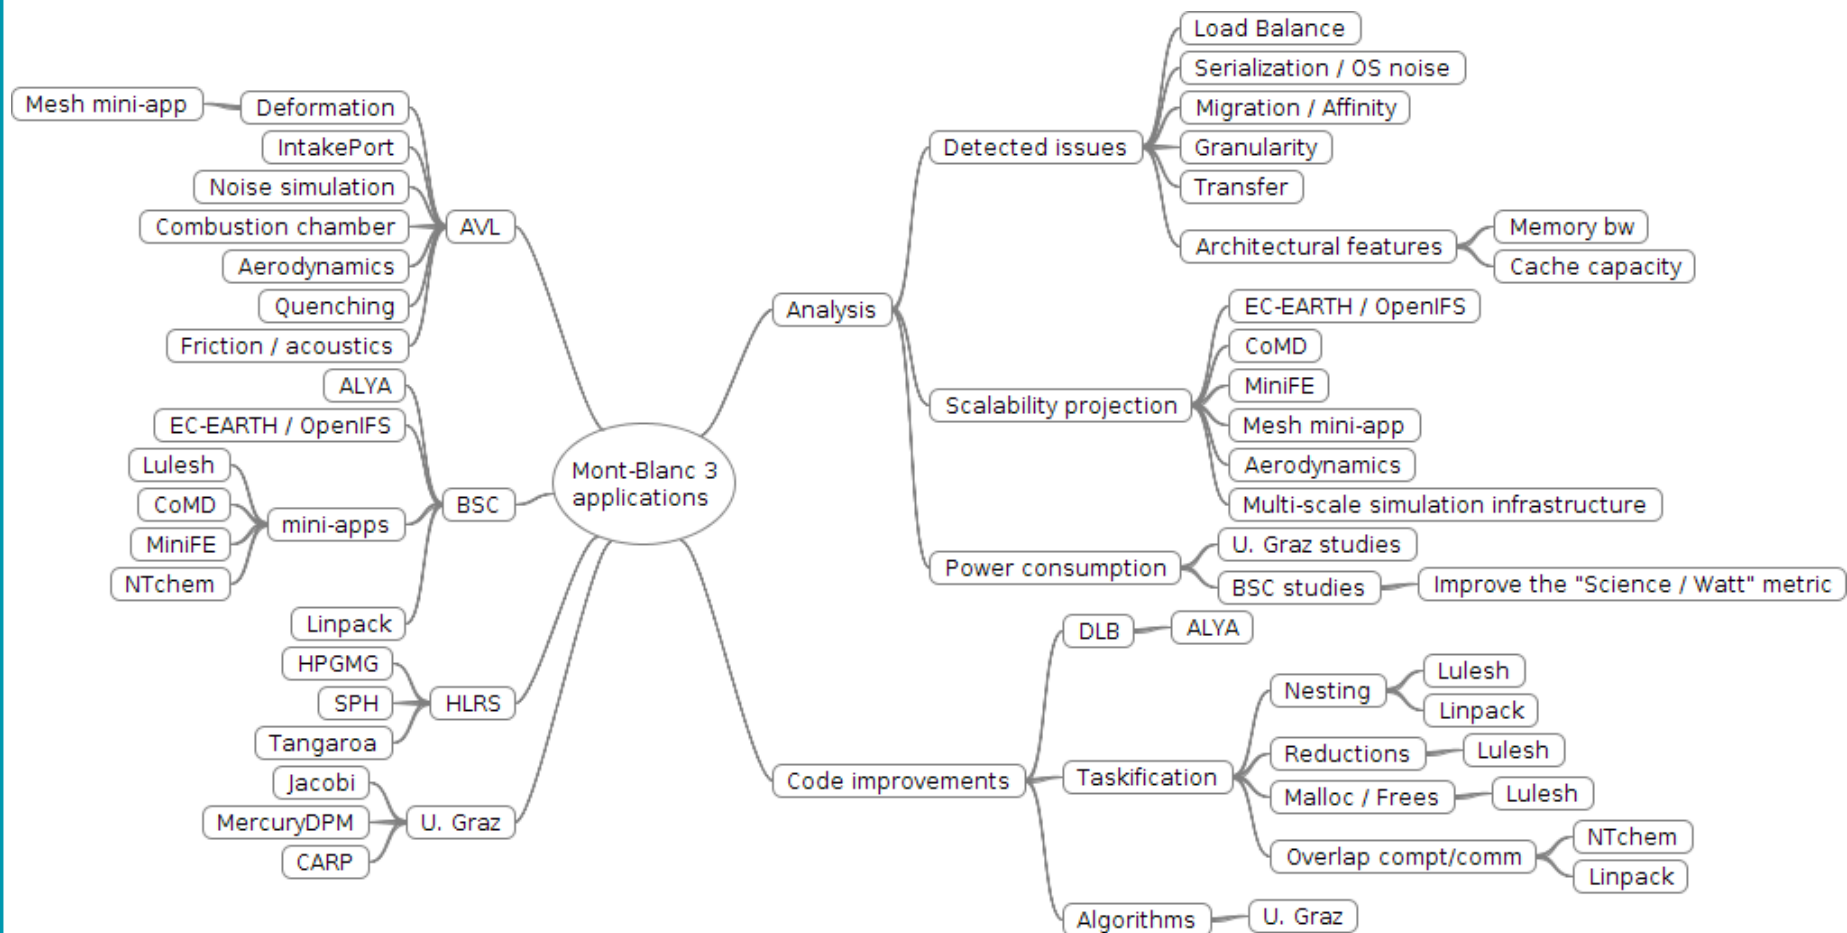 Mont-Blanc 3
applications
AVL
Deformation
Mesh mini-app
IntakePort
Noise simulation
Combustion chamber
Aerodynamics
Quenching
Friction / acoustics
BSC
ALYA
EC-EARTH / OpenIFS
mini-apps
Lulesh
CoMD
MiniFE
NTchem
Linpack
HLRS
HPGMG
SPH
Tangaroa
U. Graz
Jacobi
MercuryDPM
CARP
Analysis
Detected issues
Load Balance
Serialization / OS noise
Migration / Affinity
Granularity
Transfer
Architectural features
Memory bw
Cache capacity
Scalability projection
EC-EARTH / OpenIFS
CoMD
MiniFE
Mesh mini-app
Aerodynamics
Multi-scale simulation infrastructure
Power consumption
U. Graz studies
BSC studies
Improve the "Science / Watt" metric
Code improvements
DLB
ALYA
Taskification
Nesting
Lulesh
Linpack
Reductions
Lulesh
Malloc / Frees
Lulesh
Overlap compt/comm
NTchem
Linpack
Algorithms
U. Graz